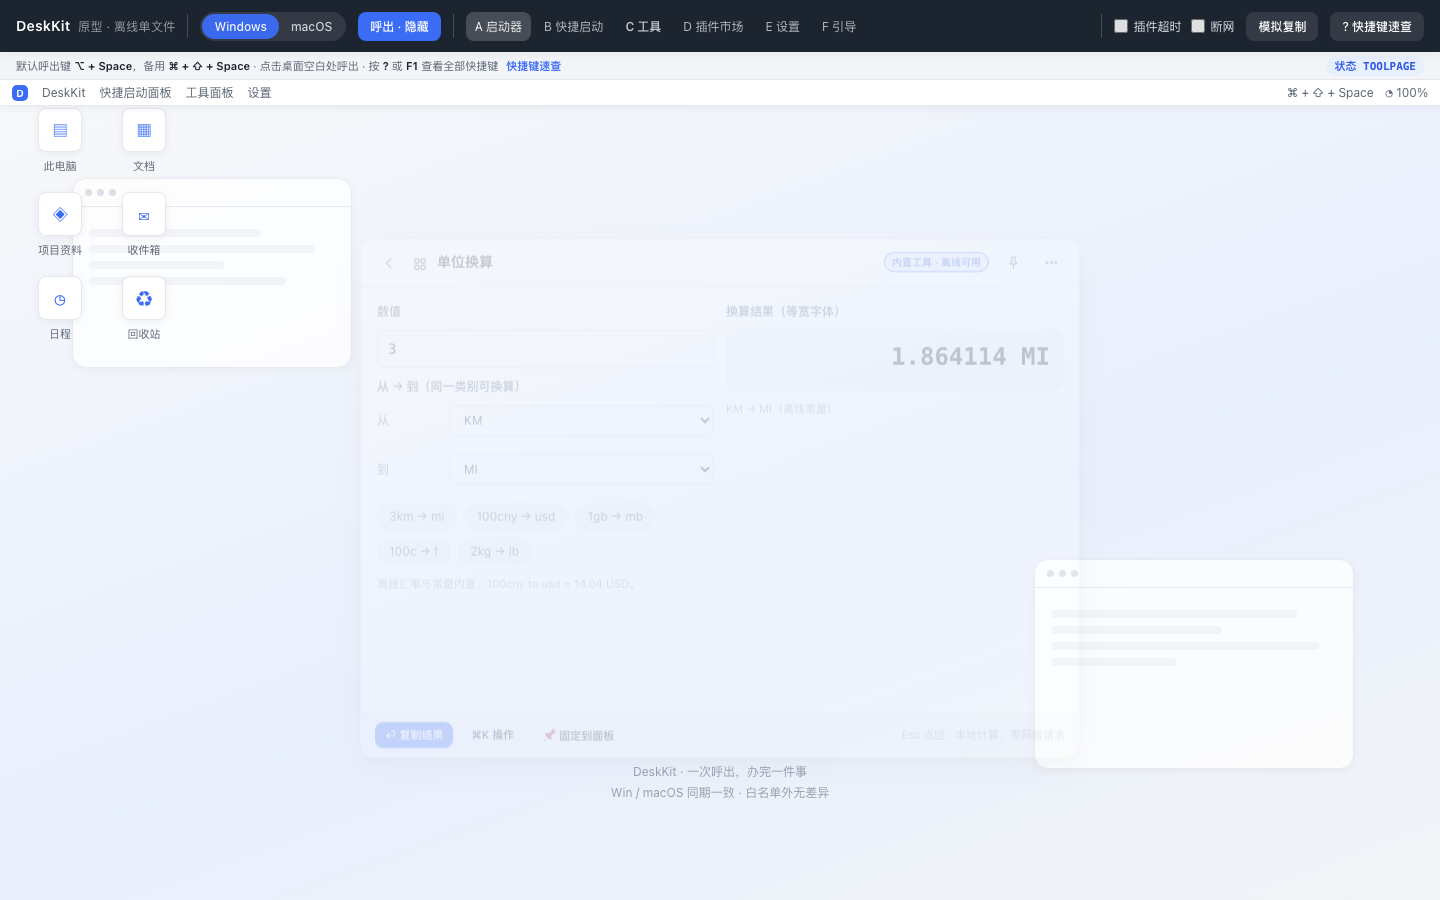 DeskKit 原型 · 离线单文件 Windows macOS 呼出 · 隐藏 A 启动器 B 快捷启动 C 工具 D 插件市场 E 设置 F 引导 插件超时 断网 模拟复制 ? 快捷键速查
默认呼出键 ⌥ + Space，备用 ⌘ + ⇧ + Space · 点击桌面空白处呼出 · 按 ? 或 F1 查看全部快捷键 快捷键速查 状态 TOOLPAGE
D DeskKit 快捷启动面板 工具面板 设置 ⌘ + ⇧ + Space ◔ 100%
此电脑 文档
项目资料 收件箱
日程 回收站
单位换算 内置工具 · 离线可用 ···
数值
3
从 → 到（同一类别可换算）
从 KM
到 MI
3km → mi 100cny → usd 1gb → mb
100c → f 2kg → lb
离线汇率与常量内置：100cny to usd ≈ 14.04 USD。
换算结果（等宽字体）
1.864114 MI
KM → MI（离线常量）
⏎ 复制结果 ⌘K 操作 📌 固定到面板 Esc 返回 · 本地计算，零网络请求
DeskKit · 一次呼出，办完一件事
Win / macOS 同期一致 · 白名单外无差异